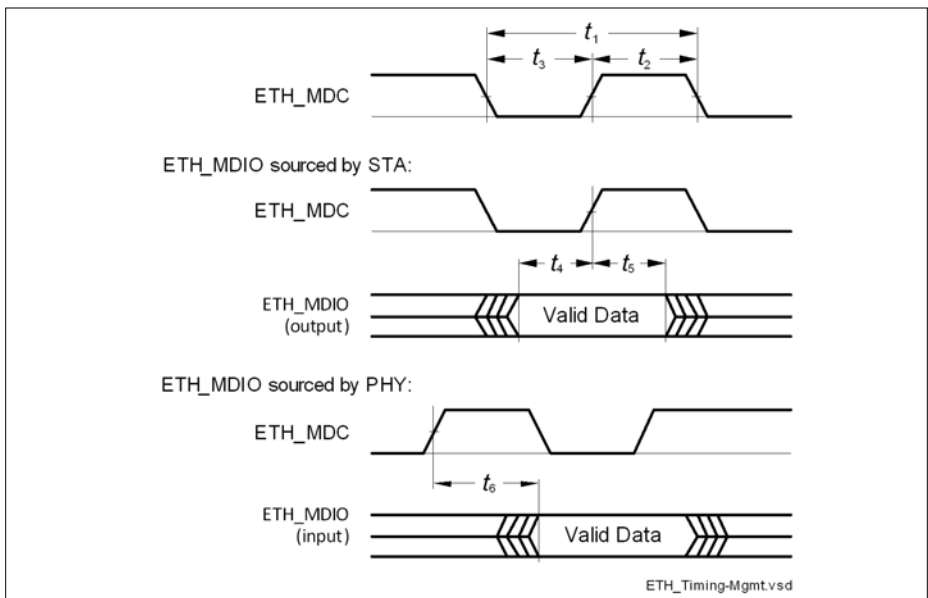 t1
t3
t2
ETH_MDC
ETH_MDIO sourced by STA:
ETH_MDC
t4
t5
ETH_MDIO
(output)
Valid Data
ETH_MDIO sourced by PHY:
ETH_MDC
t6
ETH_MDIO
(input)
Valid Data
ETH_Timing-Mgmt.vsd